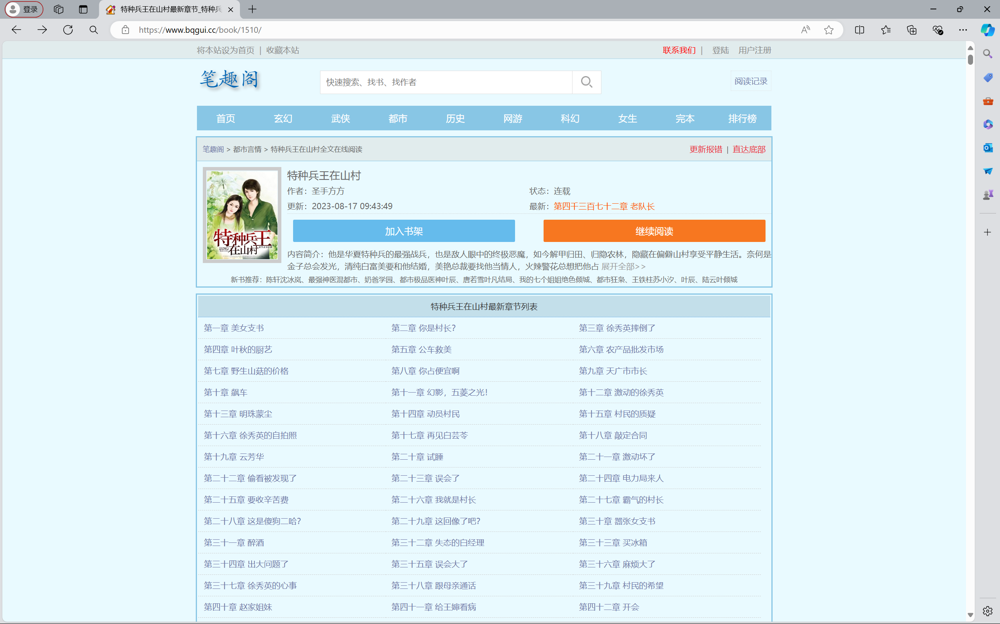 登录
特种兵王在山村最新章节_特种兵
https://www.bqgui.cc/book/1510/
将本站设为首页 | 收藏本站
联系我们 | 登陆 用户注册
笔趣阁
快速搜索、找书、找作者
阅读记录
首页 玄幻 武侠 都市 历史 网游 科幻 女生 完本 排行榜
笔趣阁 > 都市言情 > 特种兵王在山村全文在线阅读
更新报错 | 直达底部
特种兵王
在山村
BING
特种兵王在山村
作者：圣手方方
状态：连载
更新：2023-08-17 09:43:49
最新：第四千三百七十二章 老队长
加入书架
继续阅读
内容简介：他是华夏特种兵的最强战兵，也是敌人眼中的终极恶魔，如今解甲归田、归隐农林，隐藏在偏僻山村享受平静生活。奈何是
金子总会发光，清纯白富美要和他结婚，美艳总裁要找他当情人，火辣警花总想把他占 展开全部>>
新书推荐：陈轩沈冰岚、最强神医混都市、奶爸学园、都市极品医神叶辰、唐若雪叶凡结局、我的七个姐姐绝色倾城、都市狂枭、王铁柱苏小汐、叶辰、陆云叶倾城
特种兵王在山村最新章节列表
第一章 美女支书
第二章 你是村长？
第三章 徐秀英摔倒了
第四章 叶秋的厨艺
第五章 公车救美
第六章 农产品批发市场
第七章 野生山菇的价格
第八章 你占便宜啊
第九章 天广市市长
第十章 飙车
第十一章 幻影，五菱之光！
第十二章 激动的徐秀英
第十三章 明珠蒙尘
第十四章 动员村民
第十五章 村民的质疑
第十六章 徐秀英的自拍照
第十七章 再见白芸苓
第十八章 敲定合同
第十九章 云芳华
第二十章 试睡
第二十一章 激动坏了
第二十二章 偷看被发现了
第二十三章 误会了
第二十四章 电力局来人
第二十五章 要收辛苦费
第二十六章 我就是村长
第二十七章 霸气的村长
第二十八章 这是傻狗二哈？
第二十九章 这回像了吧？
第三十章 嚣张女支书
第三十一章 醉酒
第三十二章 失态的白经理
第三十三章 买冰箱
第三十四章 出大问题了
第三十五章 误会大了
第三十六章 麻烦大了
第三十七章 徐秀英的心事
第三十八章 跟母亲通话
第三十九章 村民的希望
第四十章 赵家姐妹
第四十一章 给王婶看病
第四十二章 开会